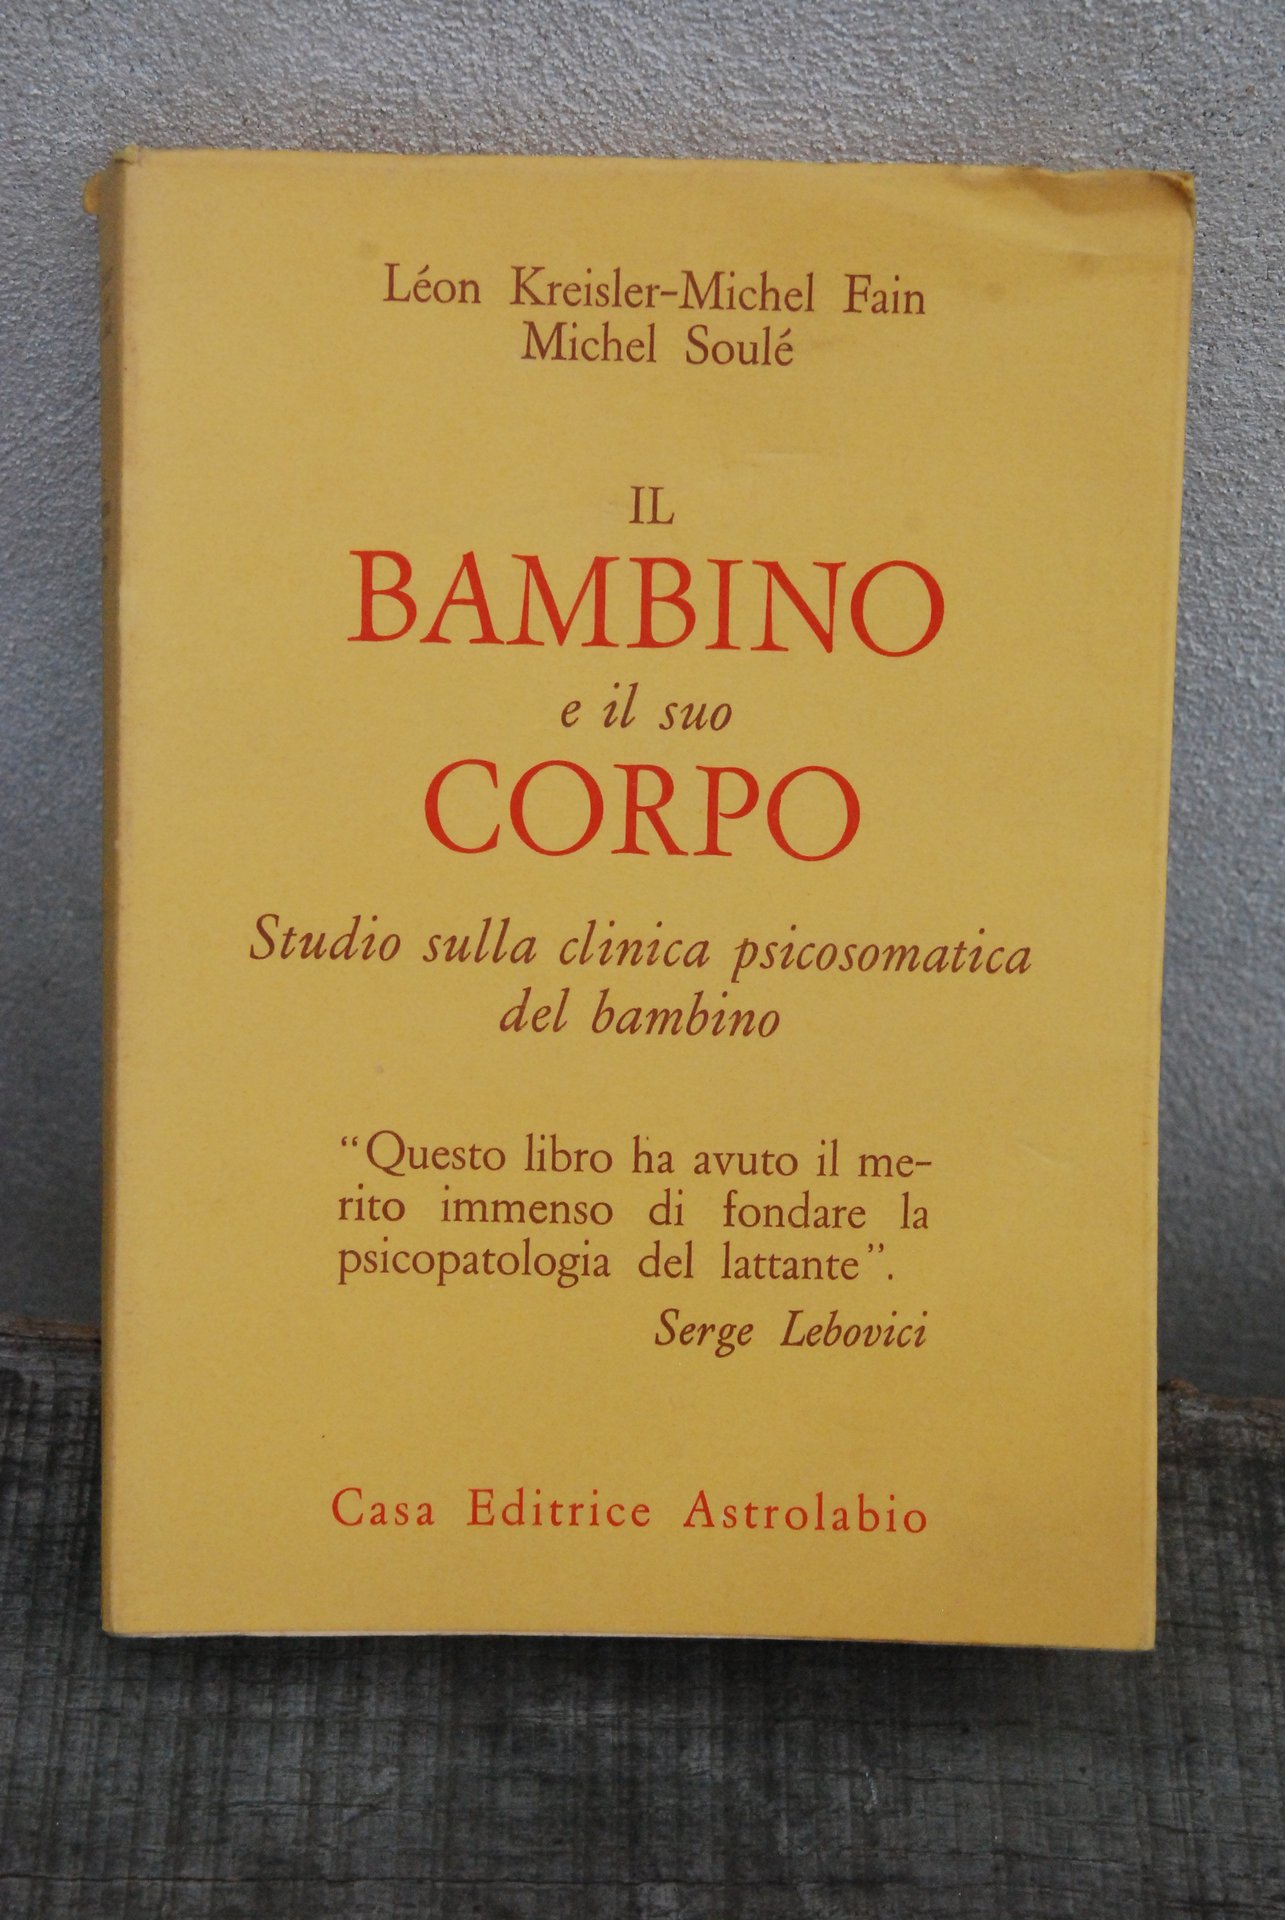 Léon Kreisler-Michel Fain
Michel Soulé
IL
BAMBINO
e il suo
CORPO
Studio sulla clinica psicosomatica
del bambino
“Questo libro ha avuto il me-
rito immenso di fondare la
psicopatologia del lattante”.
Serge Lebovici
Casa Editrice Astrolabio